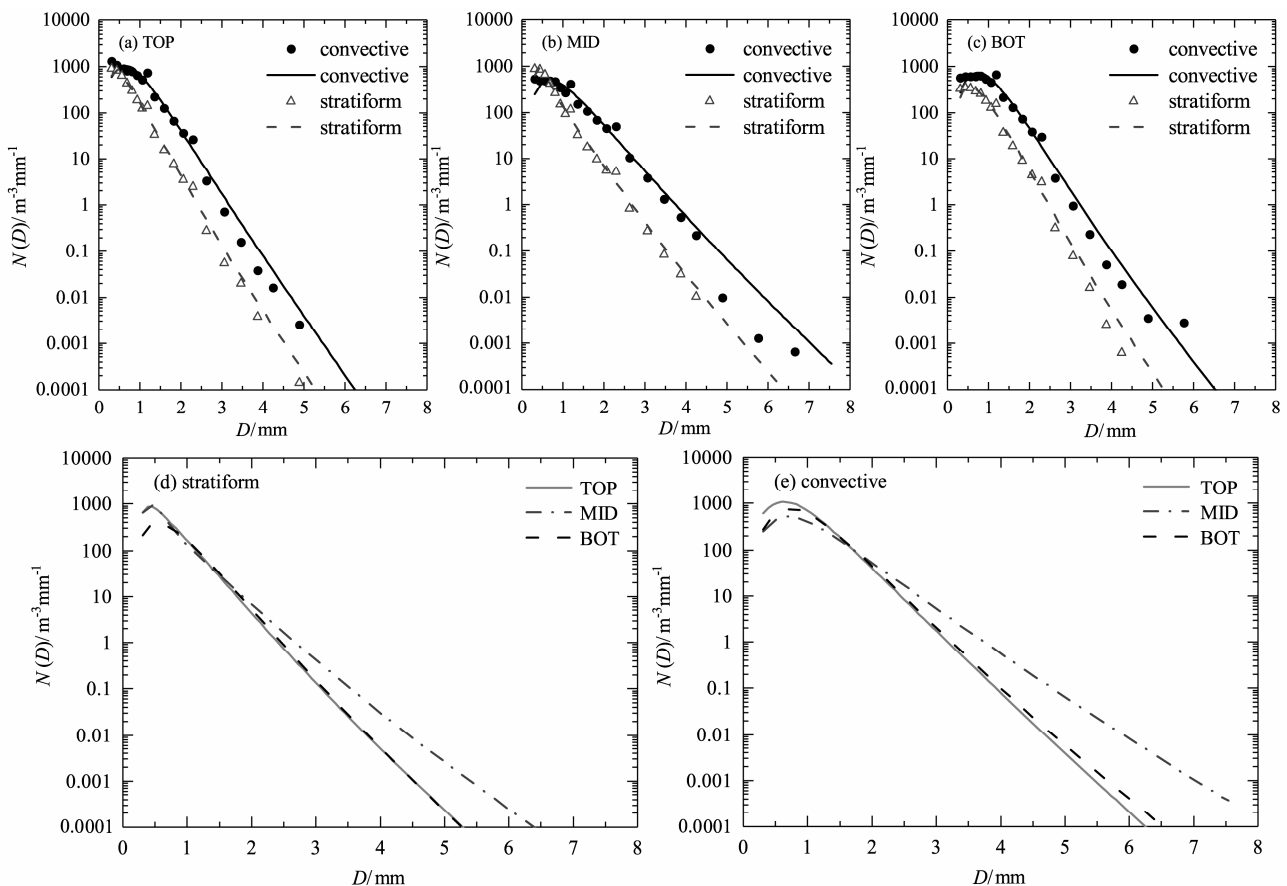 (a) TOP
convective
convective
stratiform
stratiform
10000
1000
100
10
1
0.1
0.01
0.001
0.0001
N(D)/ m-3mm-1
0 1 2 3 4 5 6 7 8
D/mm
(b) MID
convective
convective
stratiform
stratiform
10000
1000
100
10
1
0.1
0.01
0.001
0.0001
N(D)/ m-3mm-1
0 1 2 3 4 5 6 7 8
D/mm
(c) BOT
convective
convective
stratiform
stratiform
10000
1000
100
10
1
0.1
0.01
0.001
0.0001
N(D)/ m-3mm-1
0 1 2 3 4 5 6 7 8
D/mm
(d) stratiform
TOP
MID
BOT
10000
1000
100
10
1
0.1
0.01
0.001
0.0001
N(D)/ m-3mm-1
0 1 2 3 4 5 6 7 8
D/mm
(e) convective
TOP
MID
BOT
10000
1000
100
10
1
0.1
0.01
0.001
0.0001
N(D)/ m-3mm-1
0 1 2 3 4 5 6 7 8
D/mm